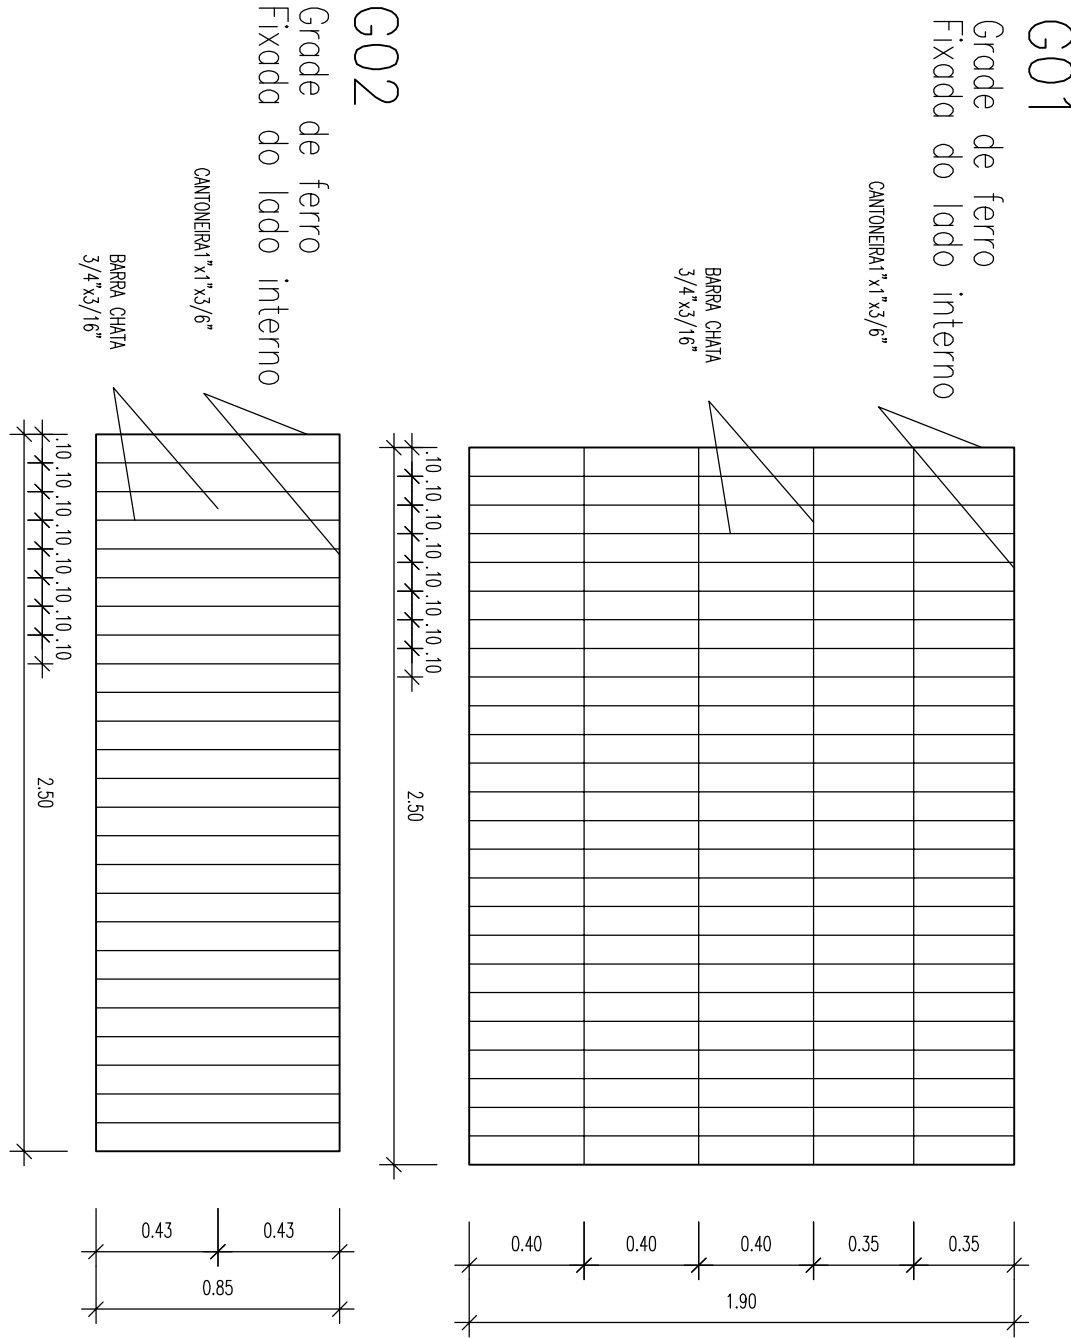 G01
Grade de ferro
Fixada do lado interno
CANTONEIRA1"x1"x3/6"
BARRA CHATA
3/4"x3/16"
.10 .10 .10 .10 .10 .10 .10 .10
2.50
0.40
0.40
0.40
0.35
0.35
1.90
G02
Grade de ferro
Fixada do lado interno
CANTONEIRA1"x1"x3/6"
BARRA CHATA
3/4"x3/16"
.10 .10 .10 .10 .10 .10 .10 .10
2.50
0.43
0.43
0.85